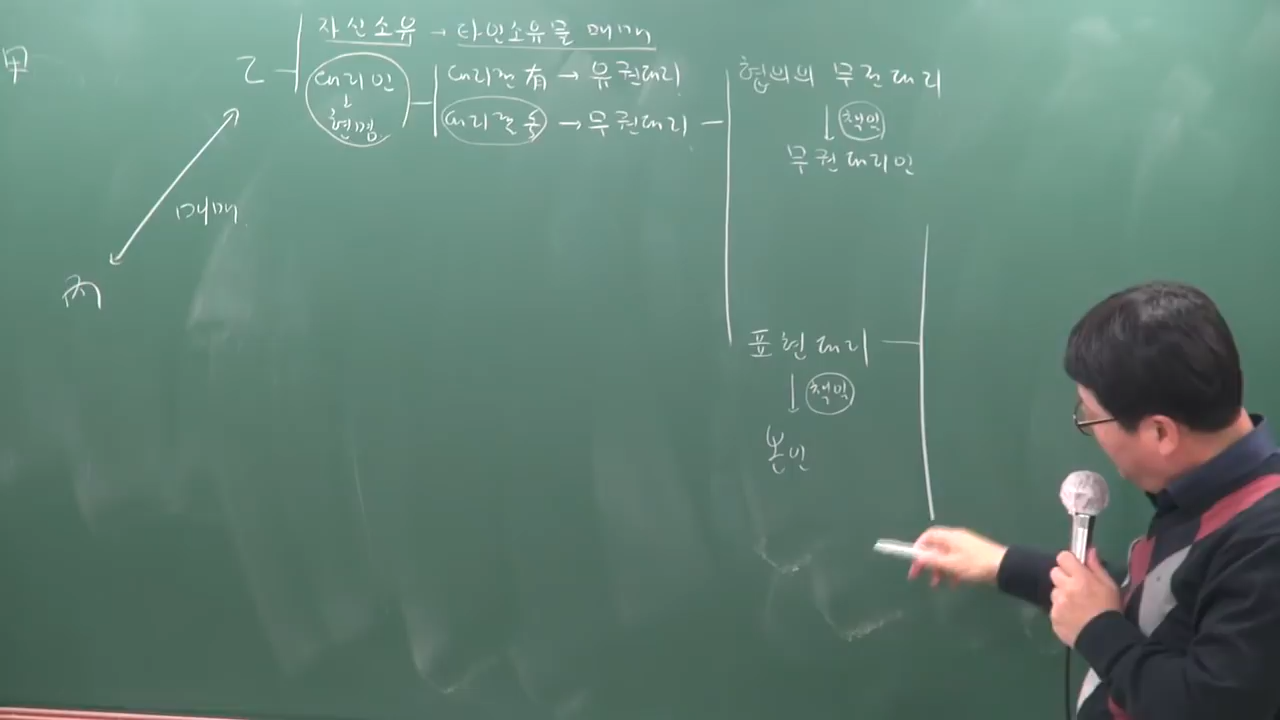 甲
乙
자신소유 → 타인소유물 매매
대리인
↓
현명
대리권 有 → 유권대리
대리권 無 → 무권대리
협의의 무권대리
↓ 책임
무권대리인
매매
丙
표현대리
↓ 책임
본인